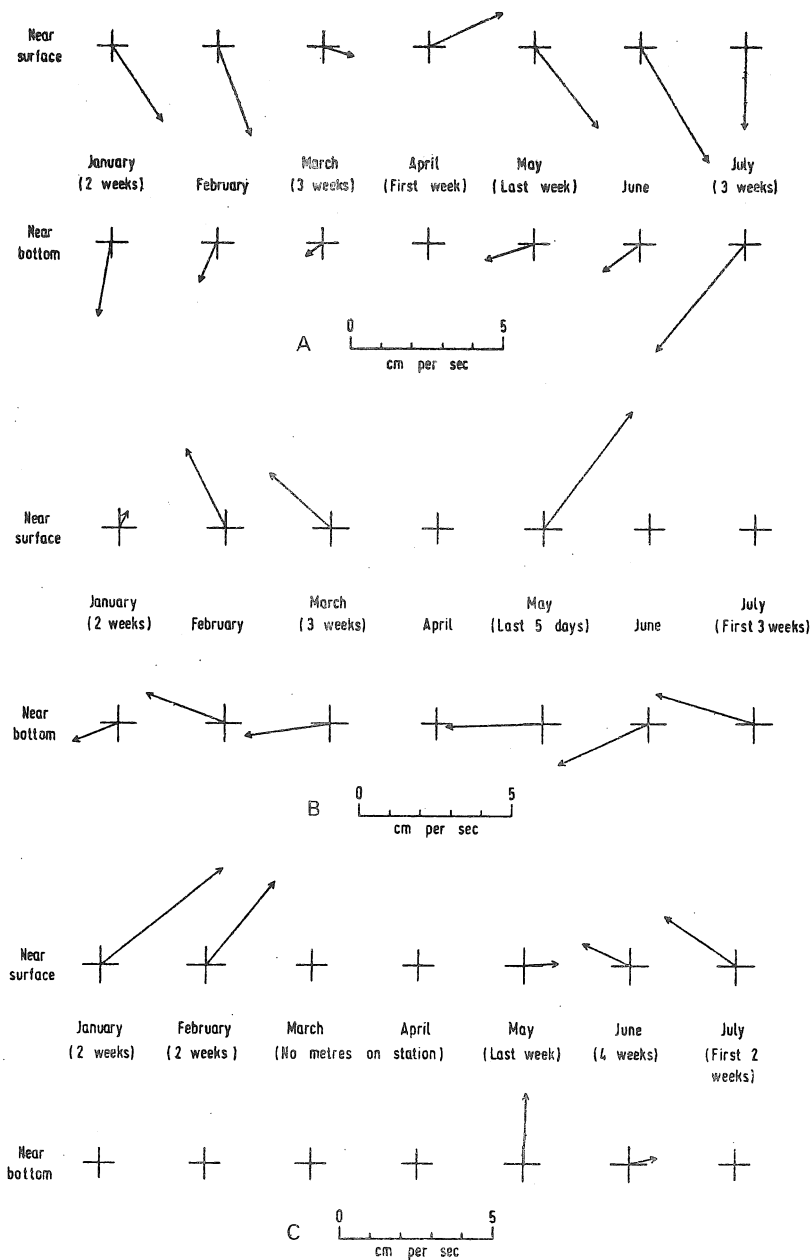 Near
surface
January
(2 weeks)
February
March
(3 weeks)
April
(First week)
May
(Last week)
June
July
(3 weeks)
Near
bottom
A
0 5
cm per sec
Near
surface
January
(2 weeks)
February
March
(3 weeks)
April
May
(Last 5 days)
June
July
(First 3 weeks)
Near
bottom
B
0 5
cm per sec
Near
surface
January
(2 weeks)
February
(2 weeks)
March April
(No metres on station)
May
(Last week)
June
(4 weeks)
July
(First 2
weeks)
Near
bottom
C
0 5
cm per sec